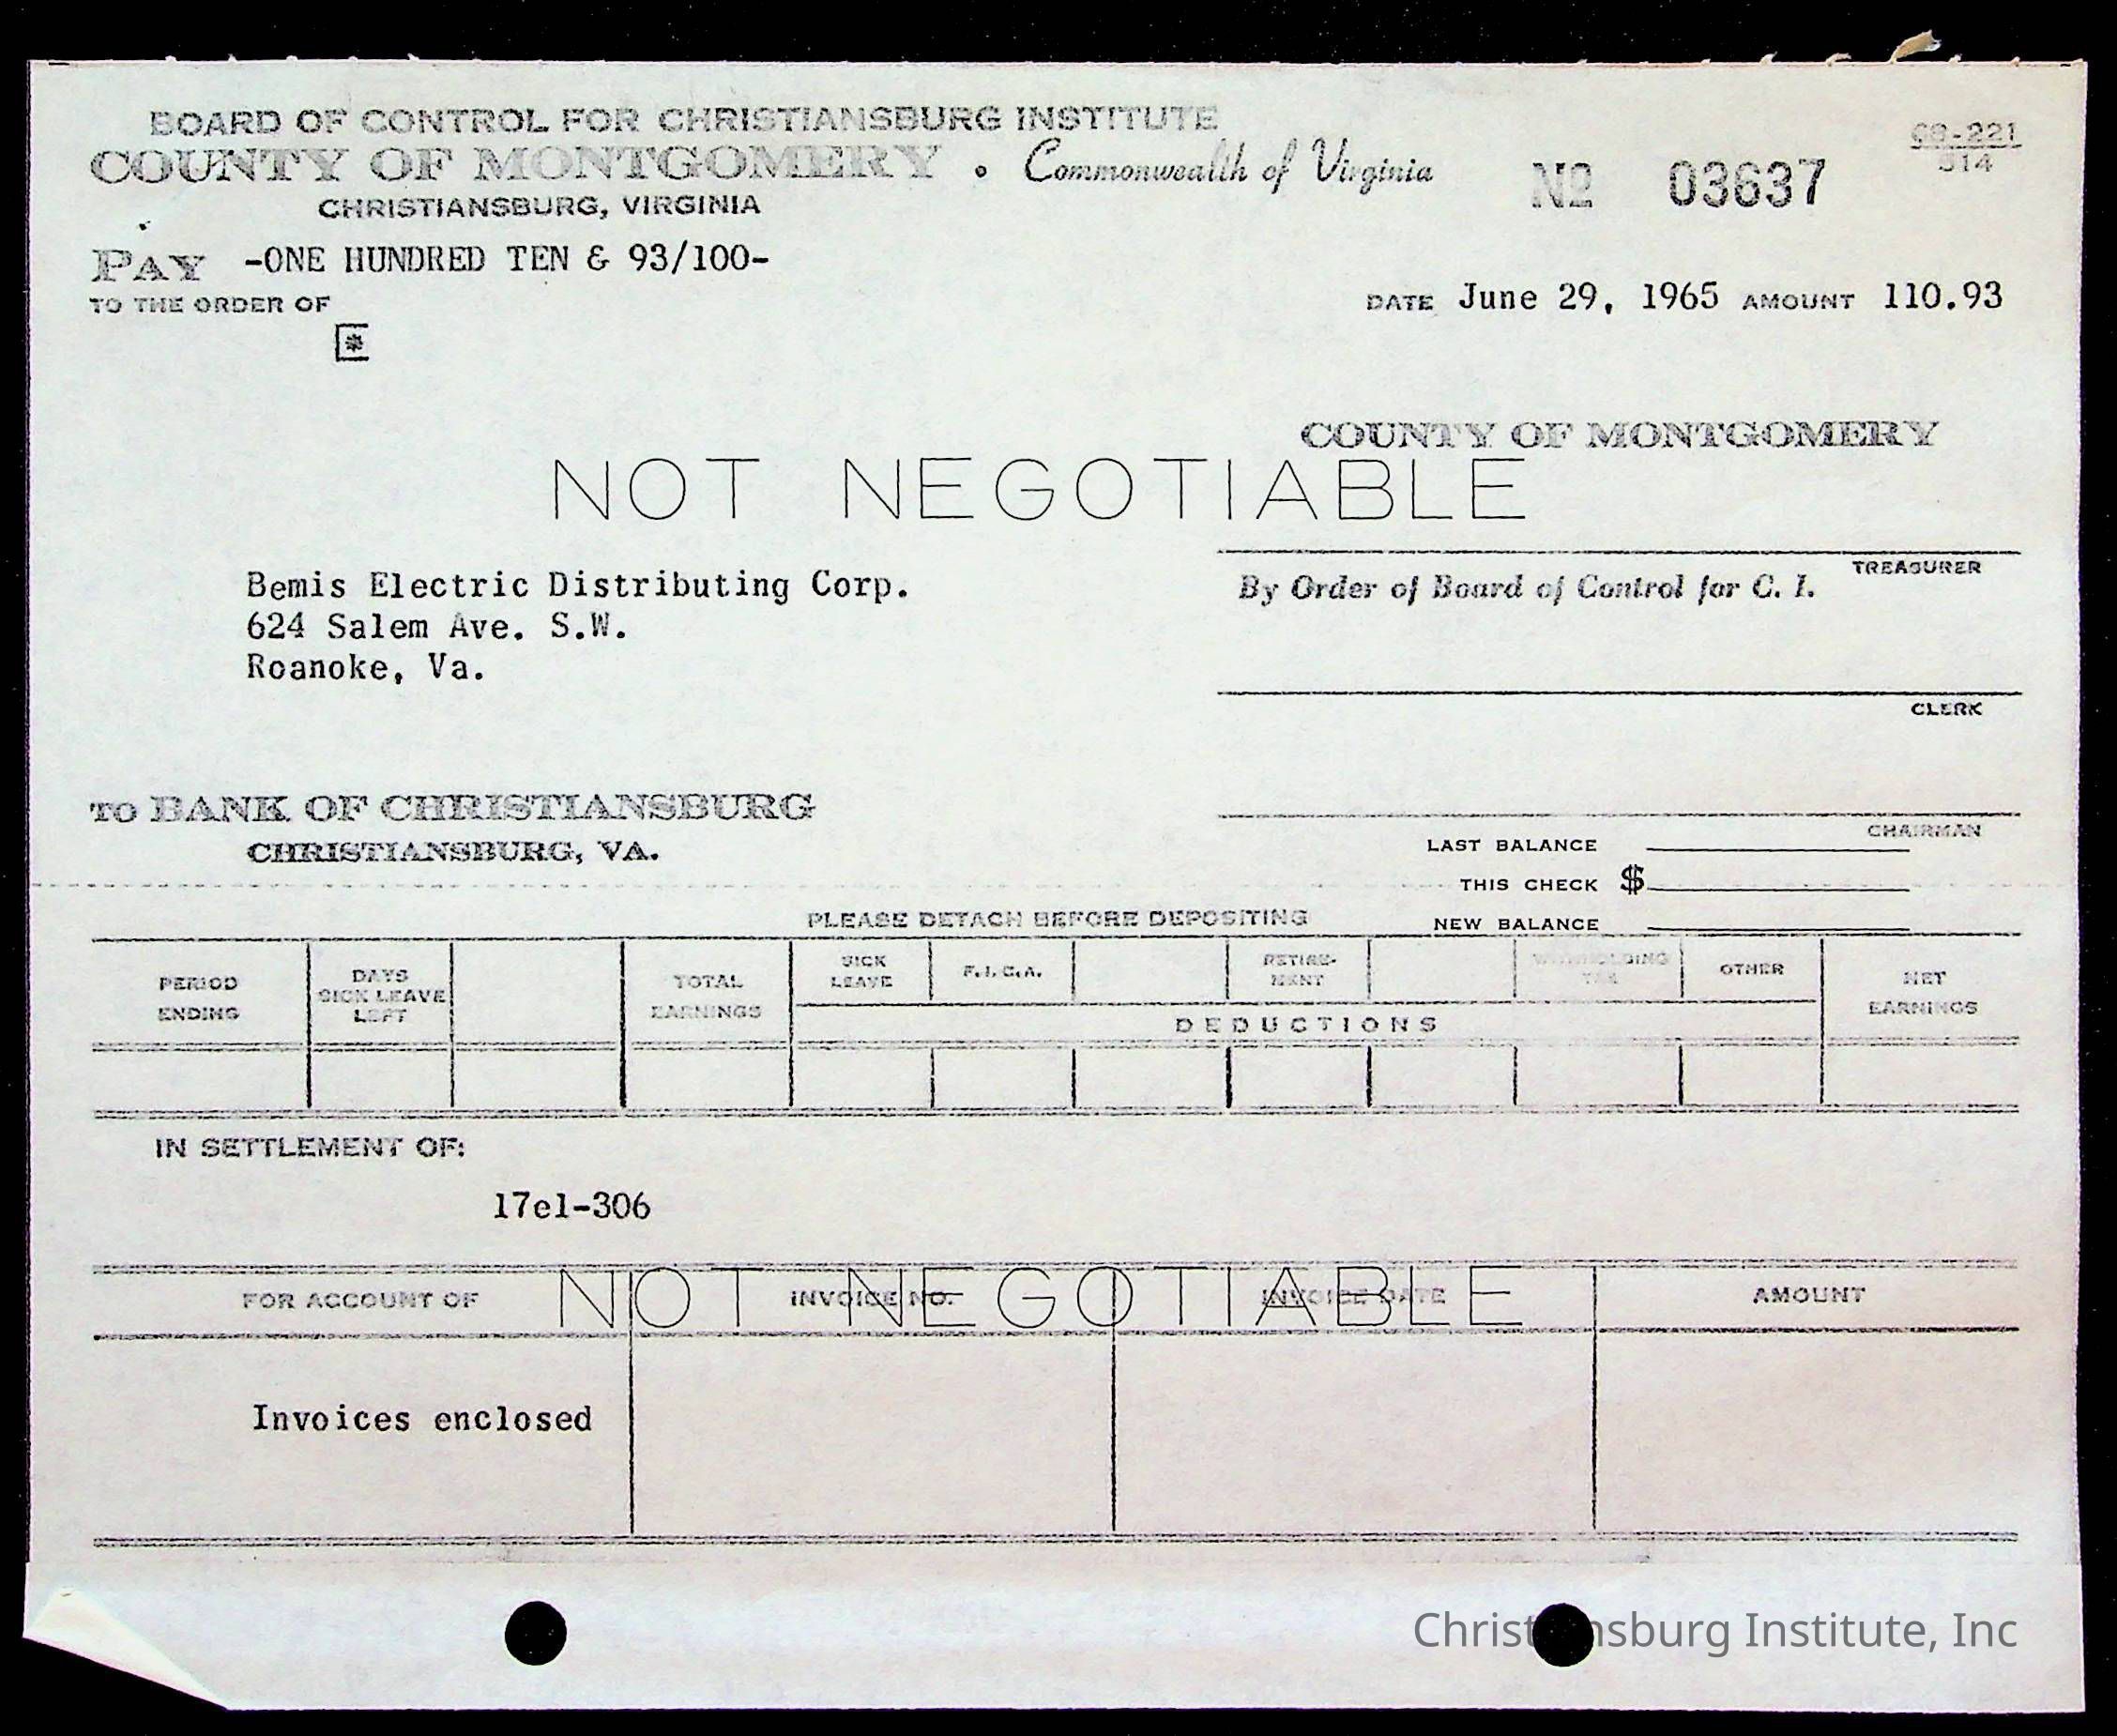 BOARD OF CONTROL FOR CHRISTIANSBURG INSTITUTE
COUNTY OF MONTGOMERY • Commonwealth of Virginia
CHRISTIANSBURG, VIRGINIA
No 03637
68-221
514
PAY -ONE HUNDRED TEN & 93/100-
TO THE ORDER OF
DATE June 29, 1965 AMOUNT 110.93
COUNTY OF MONTGOMERY
NOT NEGOTIABLE
TREASURER
Bemis Electric Distributing Corp.
624 Salem Ave. S.W.
Roanoke, Va.
By Order of Board of Control for C. I.
CLERK
TO BANK OF CHRISTIANSBURG
CHRISTIANSBURG, VA.
CHAIRMAN
LAST BALANCE
THIS CHECK $
NEW BALANCE
PLEASE DETACH BEFORE DEPOSITING
PERIOD ENDING
DAYS SICK LEAVE LEFT
TOTAL EARNINGS
SICK LEAVE
F.I.C.A.
RETIRE-MENT
WITHHOLDING TAX
OTHER
NET EARNINGS
DEDUCTIONS
IN SETTLEMENT OF:
17el-306
NOT NEGOTIABLE
FOR ACCOUNT OF INVOICE NO. INVOICE DATE AMOUNT
Invoices enclosed
Christiansburg Institute, Inc